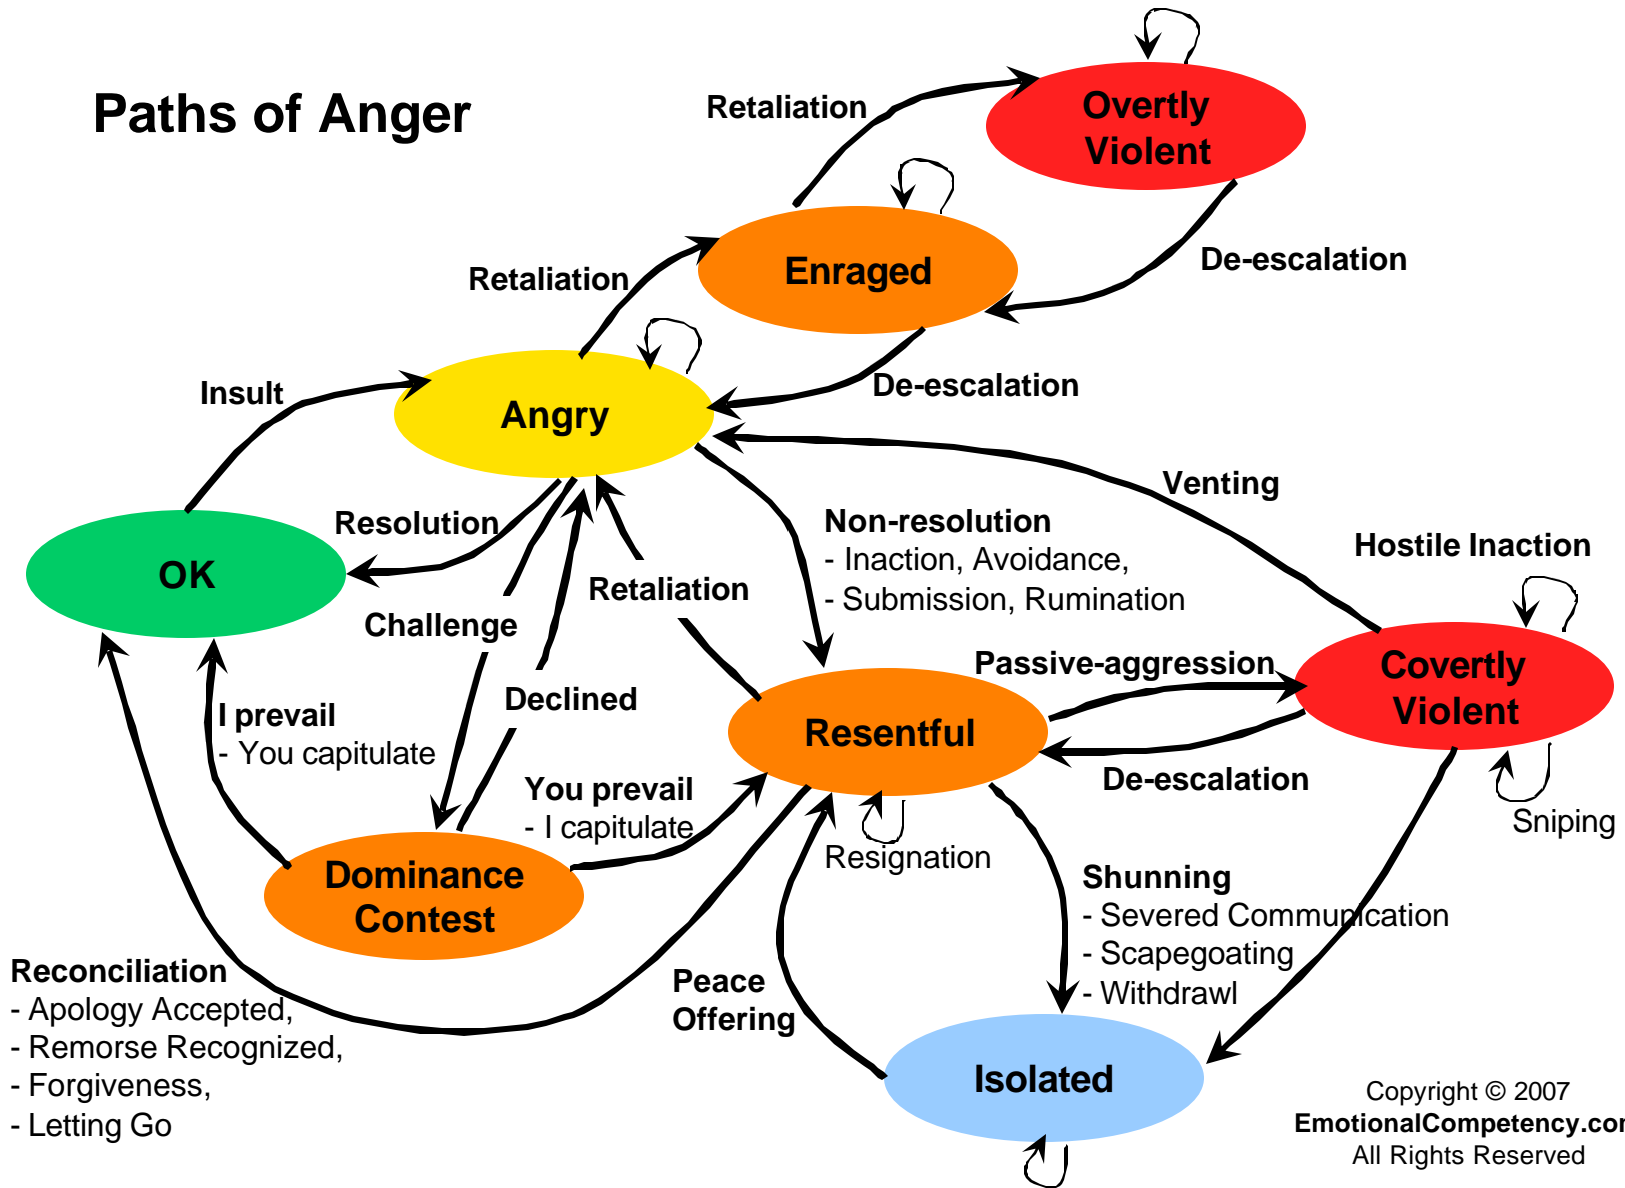 Paths of Anger
Retaliation
Overtly
Violent
Retaliation
Enraged
De-escalation
Insult
Angry
De-escalation
Venting
Resolution
Non-resolution
- Inaction, Avoidance,
- Submission, Rumination
Hostile Inaction
OK
Retaliation
Challenge
Passive-aggression
Covertly
Violent
Declined
I prevail
- You capitulate
Resentful
De-escalation
You prevail
- I capitulate
Resignation
Sniping
Dominance
Contest
Shunning
- Severed Communication
- Scapegoating
- Withdrawl
Reconciliation
- Apology Accepted,
- Remorse Recognized,
- Forgiveness,
- Letting Go
Peace
Offering
Isolated
Copyright © 2007
EmotionalCompetency.com
All Rights Reserved